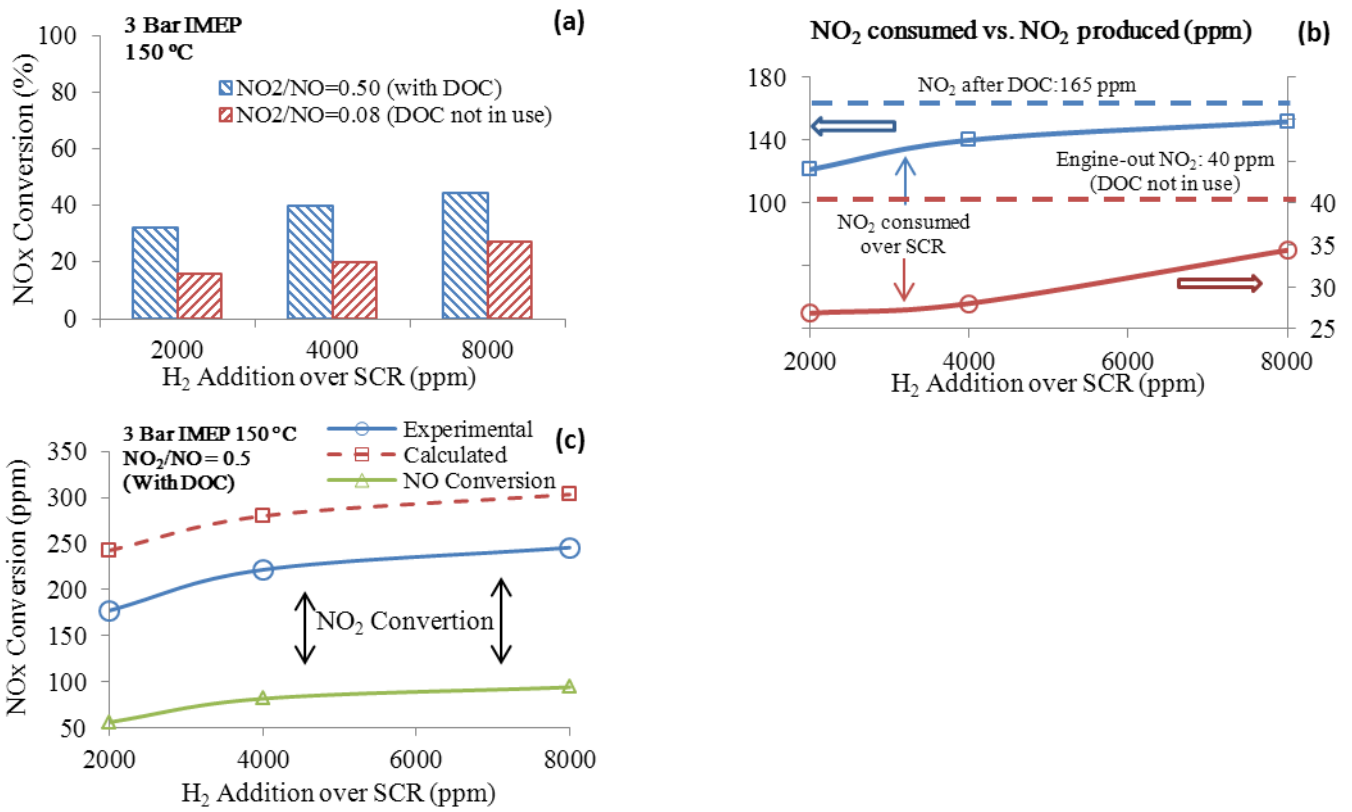 (a)
3 Bar IMEP
150 ºC
NO2/NO=0.50 (with DOC)
NO2/NO=0.08 (DOC not in use)
NOx Conversion (%)
100
80
60
40
20
0
2000 4000 8000
H₂ Addition over SCR (ppm)
NO₂ consumed vs. NO₂ produced (ppm)
(b)
180
140
100
NO₂ after DOC:165 ppm
Engine-out NO₂: 40 ppm
(DOC not in use)
NO₂ consumed
over SCR
40
35
30
25
2000 4000 6000 8000
H₂ Addition over SCR (ppm)
(c)
3 Bar IMEP 150 ºC
NO₂/NO = 0.5
(With DOC)
Experimental
Calculated
NO Conversion
NOx Conversion (ppm)
350
300
250
200
150
100
50
NO₂ Convertion
2000 4000 6000 8000
H₂ Addition over SCR (ppm)